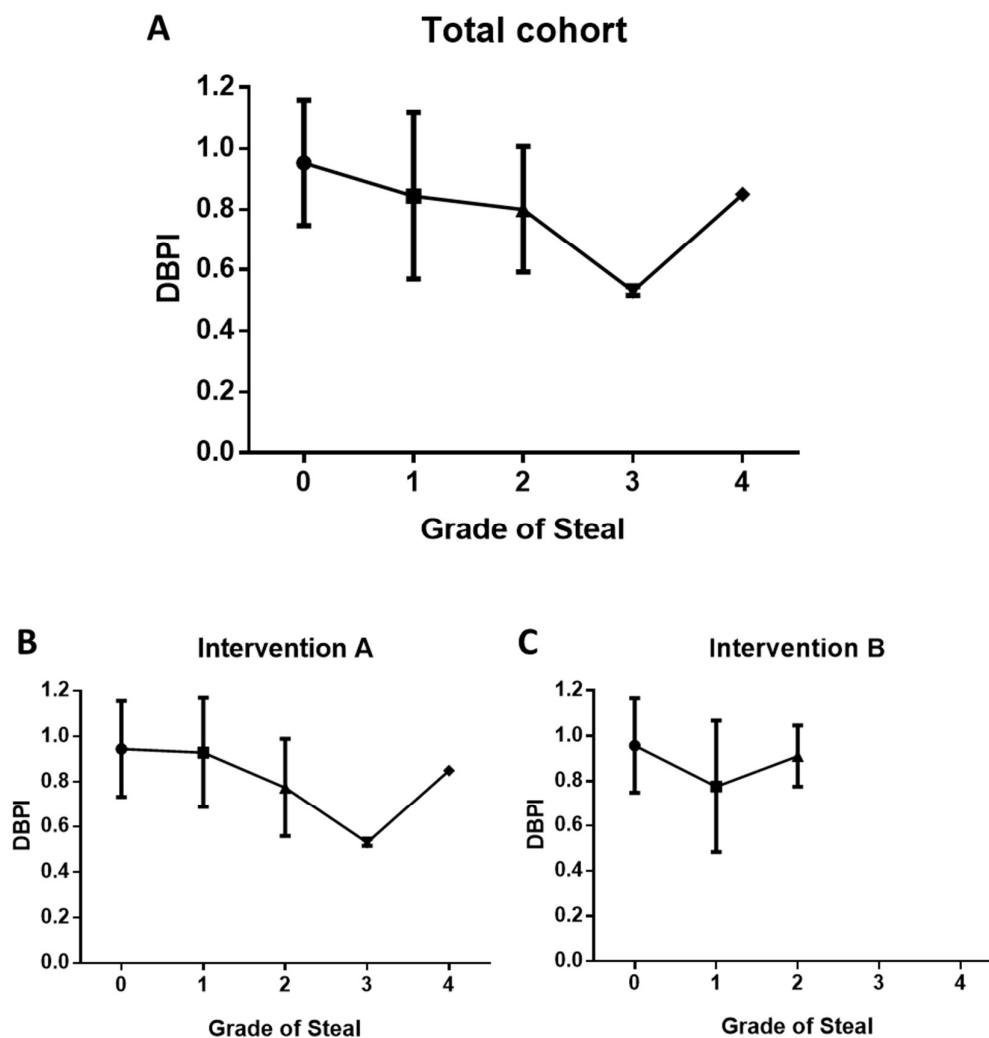 A
Total cohort
1.2
1.0
0.8
0.6
0.4
0.2
0.0
DBPI
0 1 2 3 4
Grade of Steal
B
Intervention A
1.2
1.0
0.8
0.6
0.4
0.2
0.0
DBPI
0 1 2 3 4
Grade of Steal
C
Intervention B
1.2
1.0
0.8
0.6
0.4
0.2
0.0
DBPI
0 1 2 3 4
Grade of Steal